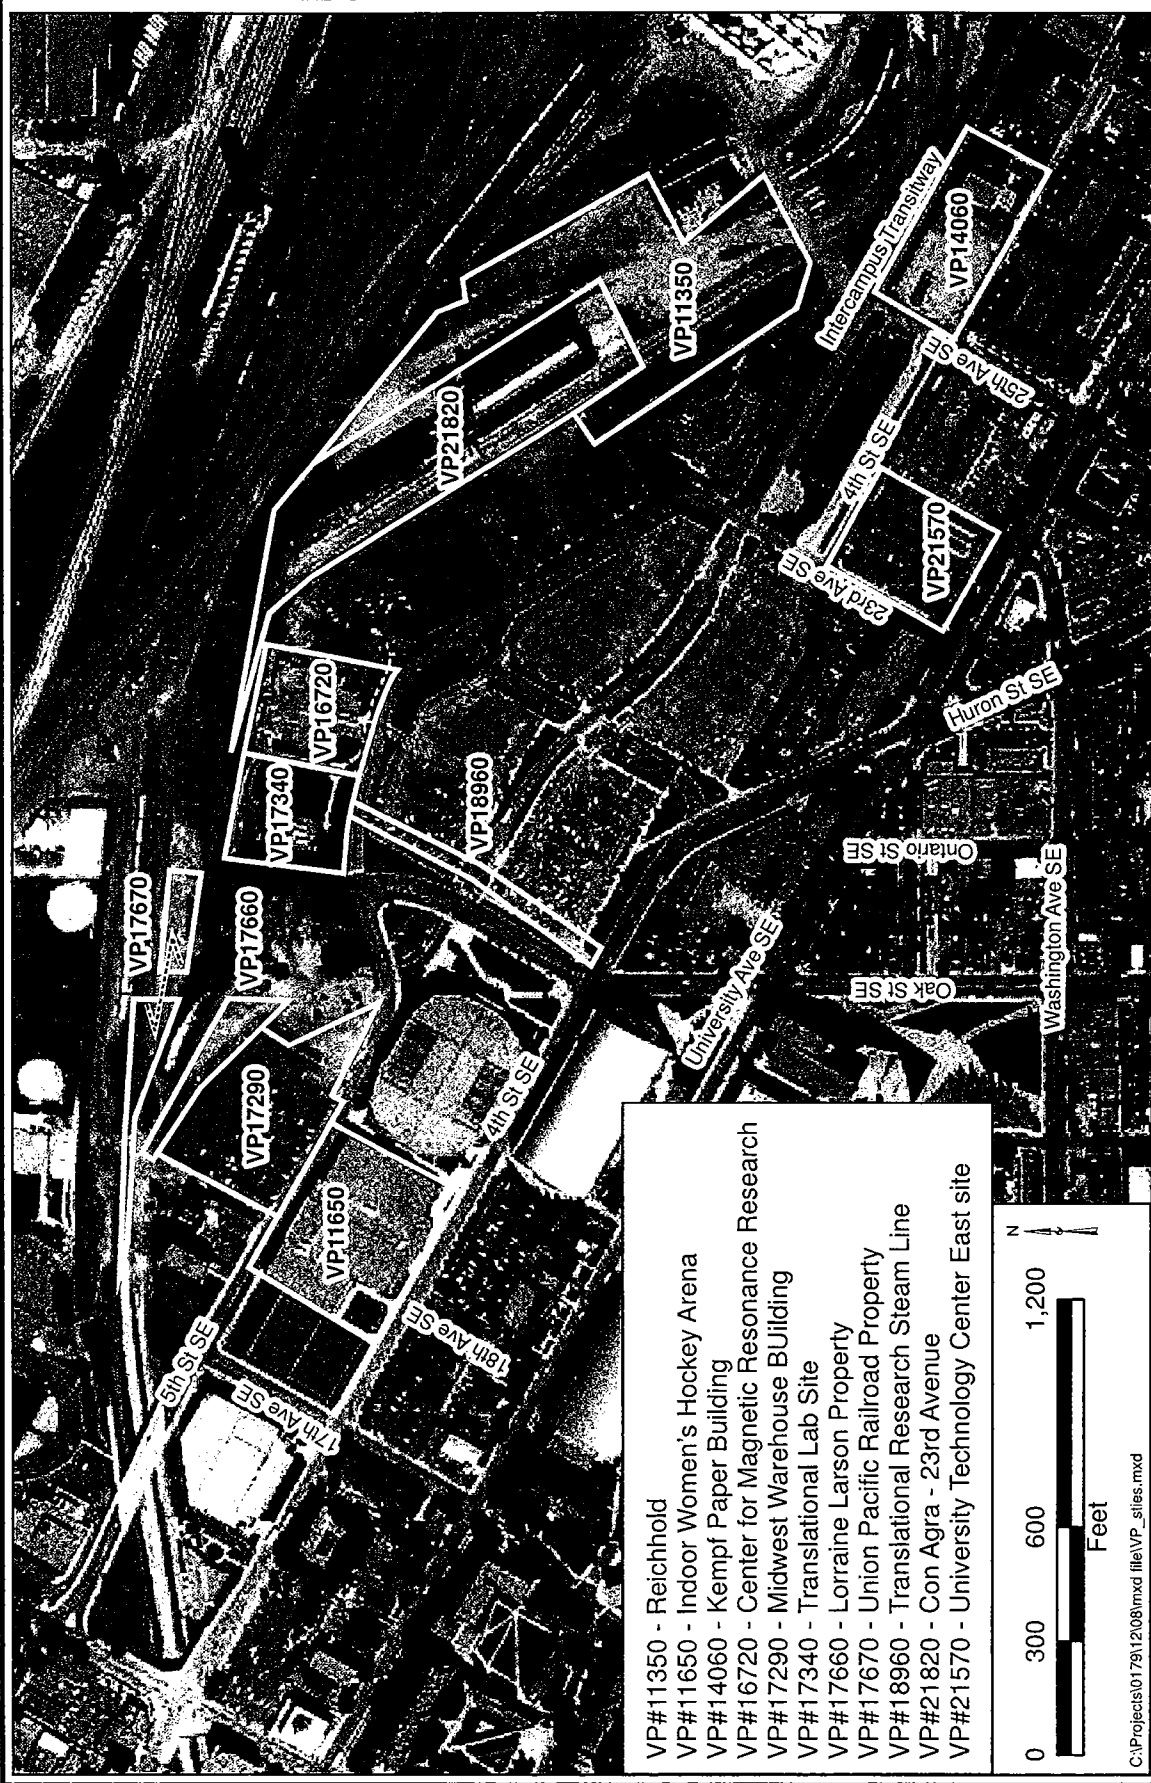 VP17670
VP17660
VP17290
VP11650
VP17340
VP16720
VP18960
VP21820
VP11350
VP14060
VP21570
5th St SE
17th Ave SE
18th Ave SE
4th St SE
University Ave SE
Oak St SE
Ontario St SE
Washington Ave SE
Huron St SE
23rd Ave SE
4th St SE
25th Ave SE
Intercampus Transitway
VP#11350 - Reichhold
VP#11650 - Indoor Women's Hockey Arena
VP#14060 - Kempf Paper Building
VP#16720 - Center for Magnetic Resonance Research
VP#17290 - Midwest Warehouse BUilding
VP#17340 - Translational Lab Site
VP#17660 - Lorraine Larson Property
VP#17670 - Union Pacific Railroad Piroperty
VP#18960 - Translational Research Steam Line
VP#21820 - Con Agra - 23rd Avenue
VP#21570 - University Technology Center East site
0 300 600 1,200
Feet
N
C:\Projects\0179\12\08\mxd file\VP_sties.mxd